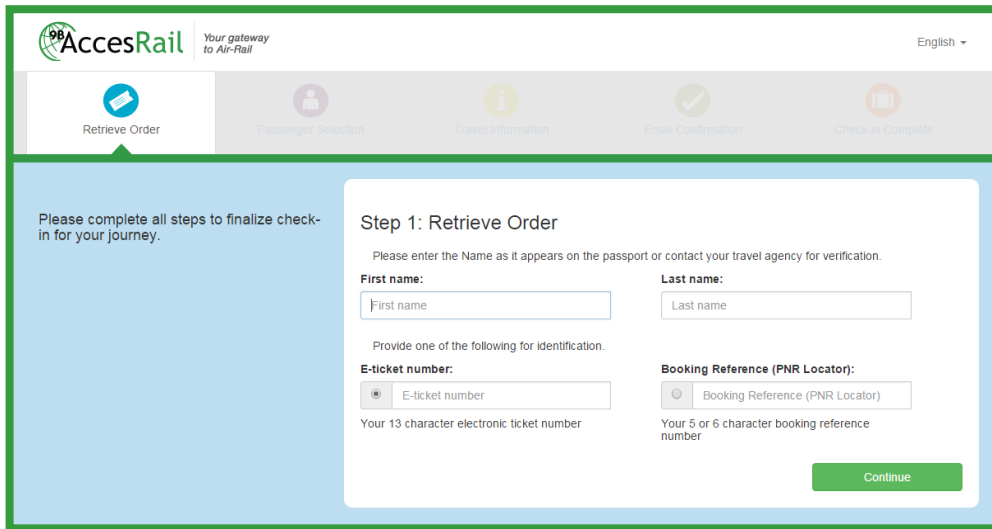 9B
AccesRail
Your gateway
to Air-Rail
English
Retrieve Order
Passenger Selection
Travel Information
Email Confirmation
Check-in Complete
Please complete all steps to finalize check-
in for your journey.
Step 1: Retrieve Order
Please enter the Name as it appears on the passport or contact your travel agency for verification.
First name:
Last name:
First name
Last name
Provide one of the following for identification.
E-ticket number:
Booking Reference (PNR Locator):
E-ticket number
Booking Reference (PNR Locator)
Your 13 character electronic ticket number
Your 5 or 6 character booking reference
number
Continue